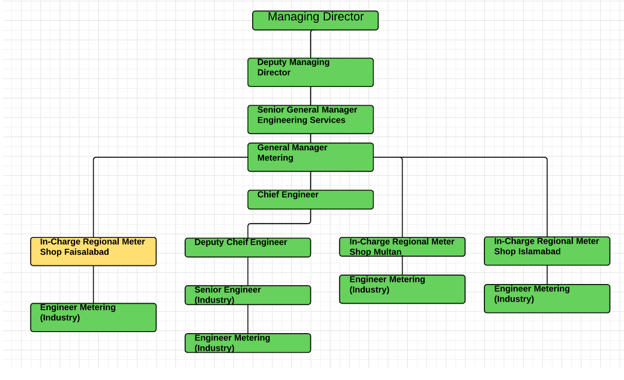 Managing Director
Deputy Managing
Director
Senior General Manager
Engineering Services
General Manager
Metering
Chief Engineer
In-Charge Regional Meter
Shop Faisalabad
Deputy Cheif Engineer
In-Charge Regional Meter
Shop Multan
In-Charge Regional Meter
Shop Islamabad
Engineer Metering
(Industry)
Senior Engineer
(Industry)
Engineer Metering
(Industry)
Engineer Metering
(Industry)
Engineer Metering
(Industry)